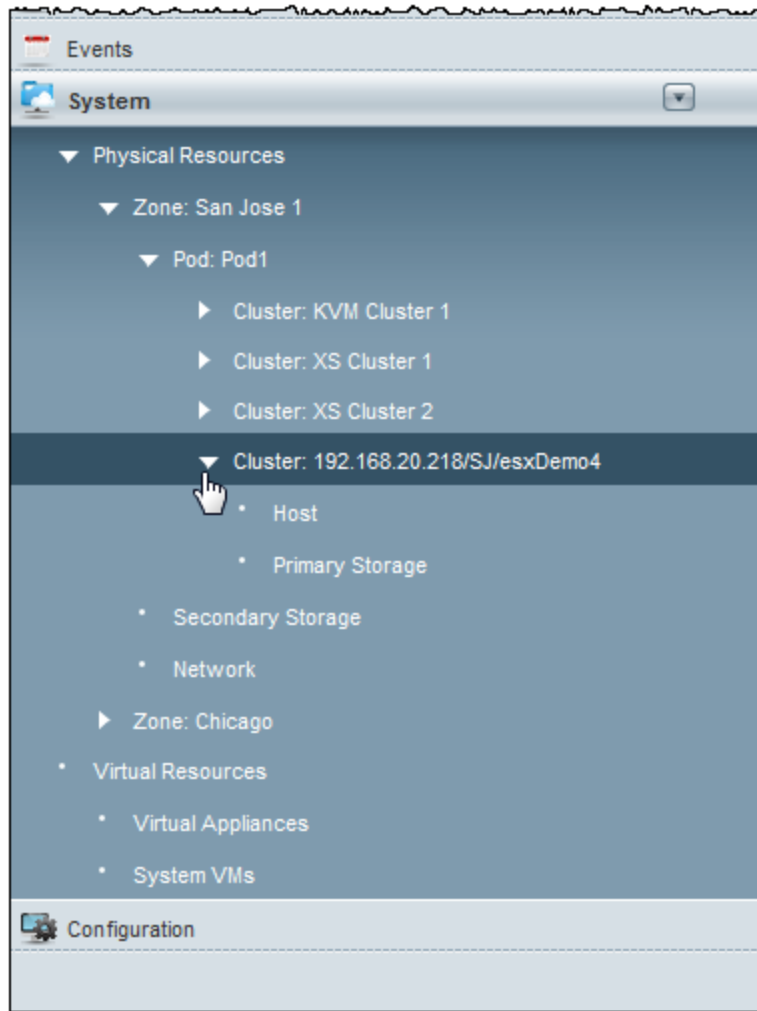 Events
System
Physical Resources
Zone: San Jose 1
Pod: Pod1
Cluster: KVM Cluster 1
Cluster: XS Cluster 1
Cluster: XS Cluster 2
Cluster: 192.168.20.218/SJ/esxDemo4
Host
Primary Storage
Secondary Storage
Network
Zone: Chicago
Virtual Resources
Virtual Appliances
System VMs
Configuration